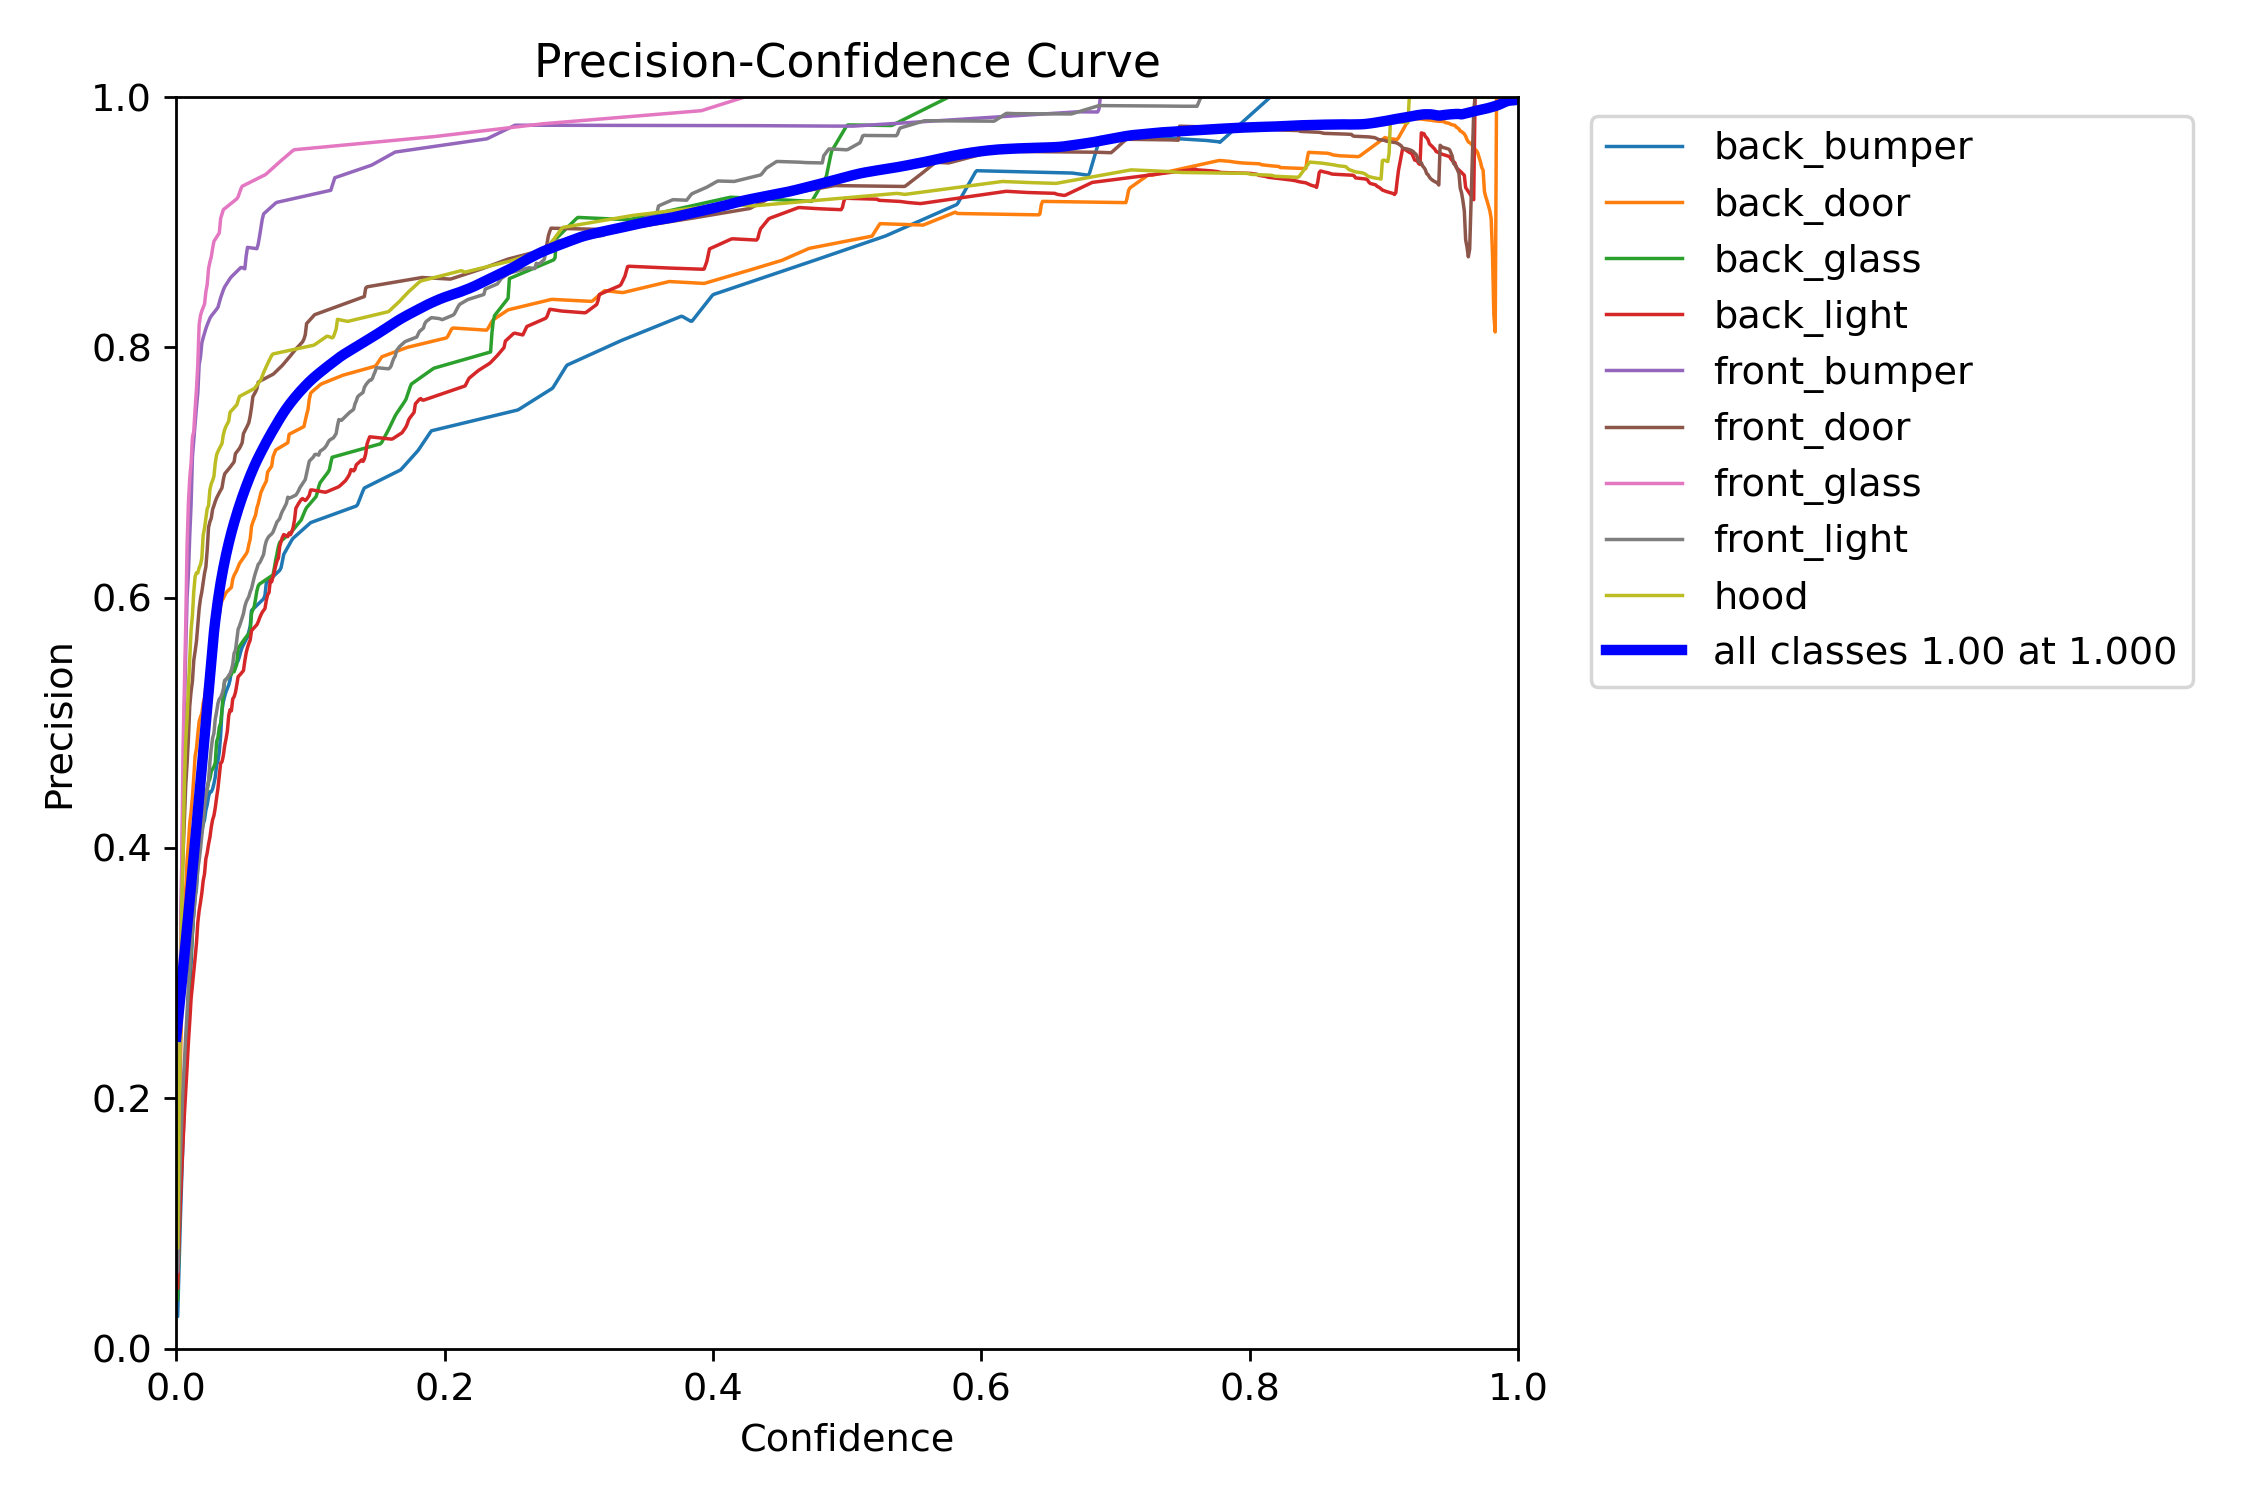 Precision-Confidence Curve
1.0
0.8
0.6
0.4
0.2
0.0
Precision
0.0 0.2 0.4 0.6 0.8 1.0
Confidence
back_bumper
back_door
back_glass
back_light
front_bumper
front_door
front_glass
front_light
hood
all classes 1.00 at 1.000